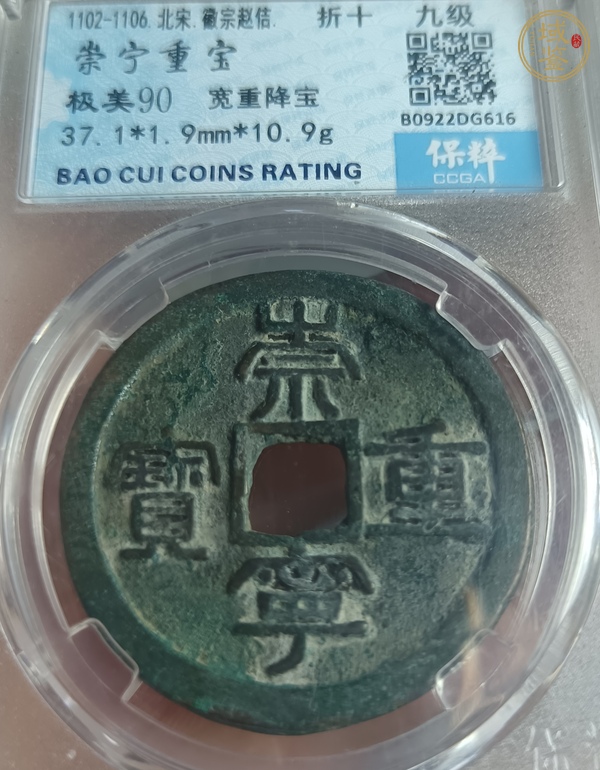 1102-1106.北宋.徽宗赵佶. 折十 九级
崇宁重宝
极美90 宽重降宝
37.1*1.9mm*10.9g
B0922DG616
BAO CUI COINS RATING
保粹
CCGA
崇
寶 重
寧